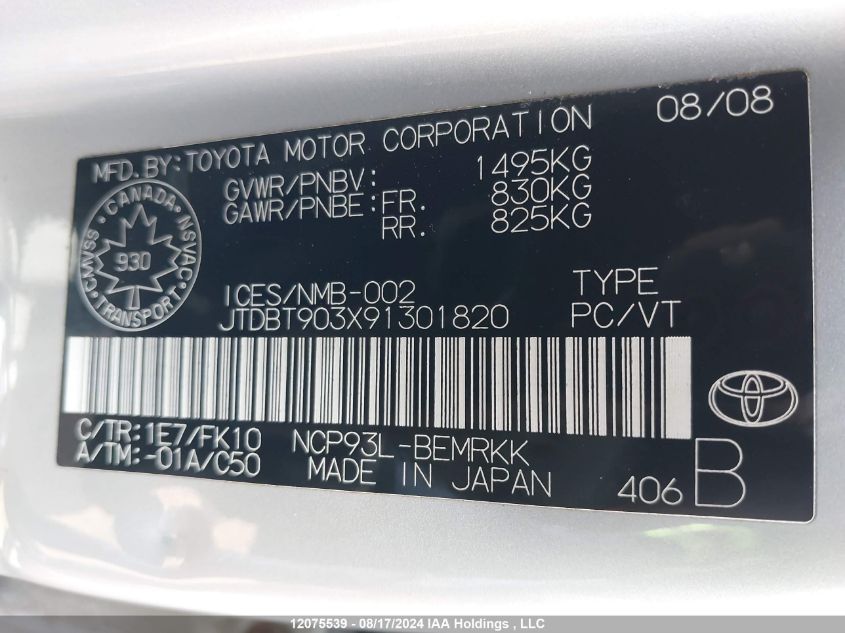 08/08
MFD. BY: TOYOTA MOTOR CORPORATION
GVWR/PNBV: 1495KG
GAWR/PNBE: FR. 830KG
RR. 825KG
CANADA
CMVSS NSVAC
930
TRANSPORT
ICES/NMB-002 TYPE
JTDBT903X91301820 PC/VT
C/TR: 1E7/FK10 NCP93L-BEMRKK
A/TM: -01A/C50 MADE IN JAPAN
406 B
12075539 - 08/17/2024 IAA Holdings , LLC